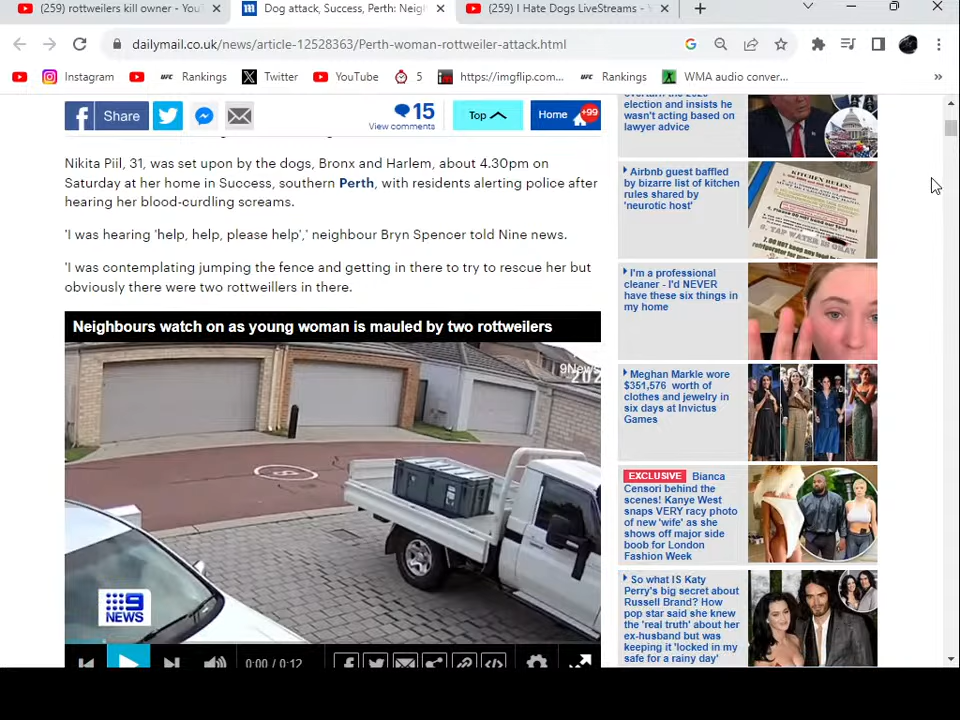 (259) rottweilers kill owner - You
Dog attack, Success, Perth: Neig
(259) I Hate Dogs LiveStreams -
dailymail.co.uk/news/article-12528363/Perth-woman-rottweiler-attack.html
Instagram
UFC Rankings
Twitter
YouTube
5
https://imgflip.com...
UFC Rankings
WMA audio conver...
Share
15
View comments
Top
Home
+99
Nikita Piil, 31, was set upon by the dogs, Bronx and Harlem, about 4.30pm on
Saturday at her home in Success, southern Perth, with residents alerting police after
hearing her blood-curdling screams.
'I was hearing 'help, help, please help',' neighbour Bryn Spencer told Nine news.
'I was contemplating jumping the fence and getting in there to try to rescue her but
obviously there were two rottweillers in there.
Neighbours watch on as young woman is mauled by two rottweilers
9News
202
8
9
NEWS
0:00 / 0:12
election and insists he
wasn't acting based on
lawyer advice
Airbnb guest baffled
by bizarre list of kitchen
rules shared by
'neurotic host'
KITCHEN RULES:
TAP WATER IS OKAY
I'm a professional
cleaner - I'd NEVER
have these six things in
my home
Meghan Markle wore
$351,576 worth of
clothes and jewelry in
six days at Invictus
Games
EXCLUSIVE Bianca
Censori behind the
scenes! Kanye West
snaps VERY racy photo
of new 'wife' as she
shows off major side
boob for London
Fashion Week
So what IS Katy
Perry's big secret about
Russell Brand? How
pop star said she knew
the 'real truth' about her
ex-husband but was
keeping it 'locked in my
safe for a rainy day'